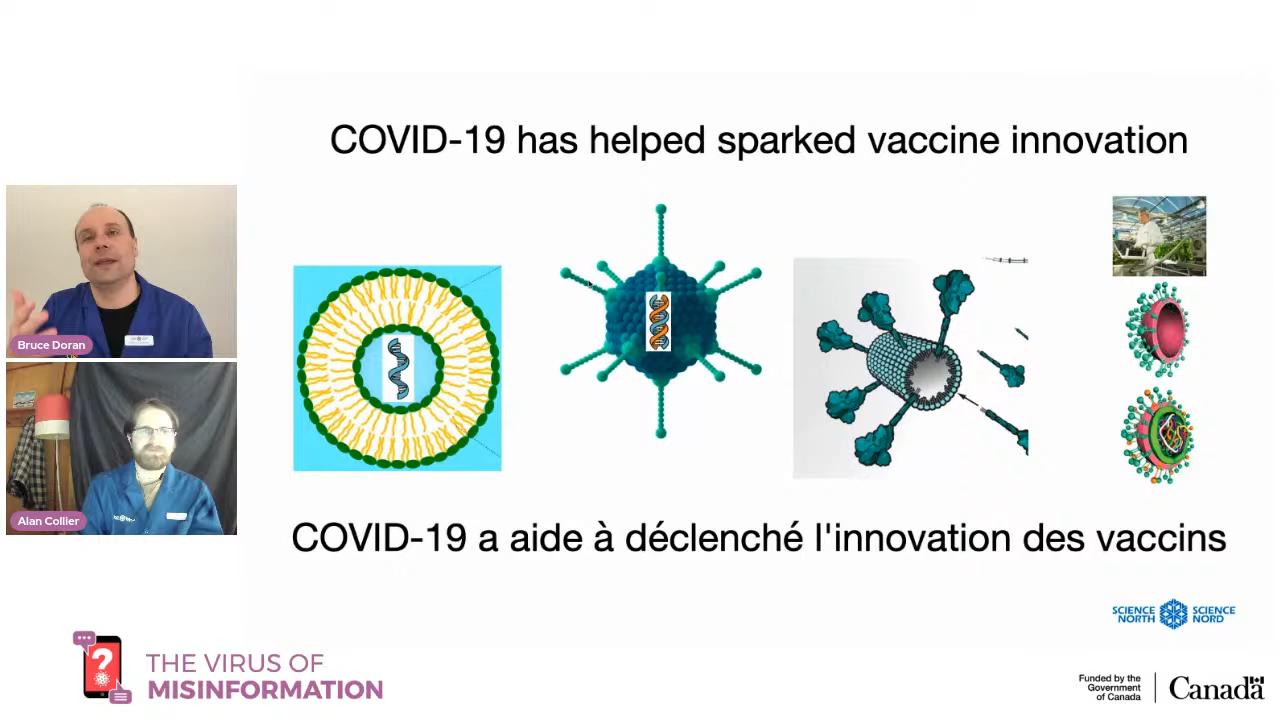 COVID-19 has helped sparked vaccine innovation
Bruce Doran
Alan Collier
COVID-19 a aide à déclenché l'innovation des vaccins
SCIENCE NORTH SCIENCE NORD
THE VIRUS OF
MISINFORMATION
Funded by the
Government
of Canada
Canada